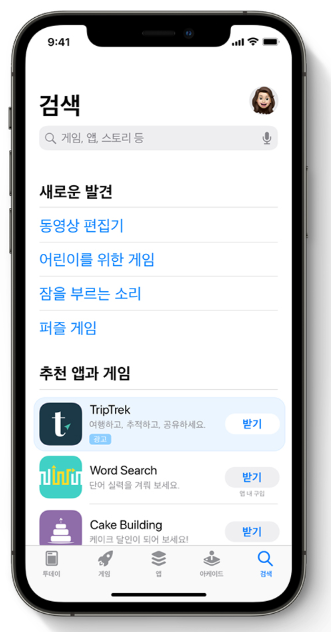 9:41
검색
게임, 앱, 스토리 등
새로운 발견
동영상 편집기
어린이를 위한 게임
잠을 부르는 소리
퍼즐 게임
추천 앱과 게임
t
TripTrek
여행하고, 추적하고, 공유하세요.
광고
받기
Word Search
단어 실력을 겨뤄 보세요.
받기
앱 내 구입
Cake Building
케이크 달인이 되어 보세요!
받기
투데이
게임
앱
아케이드
검색